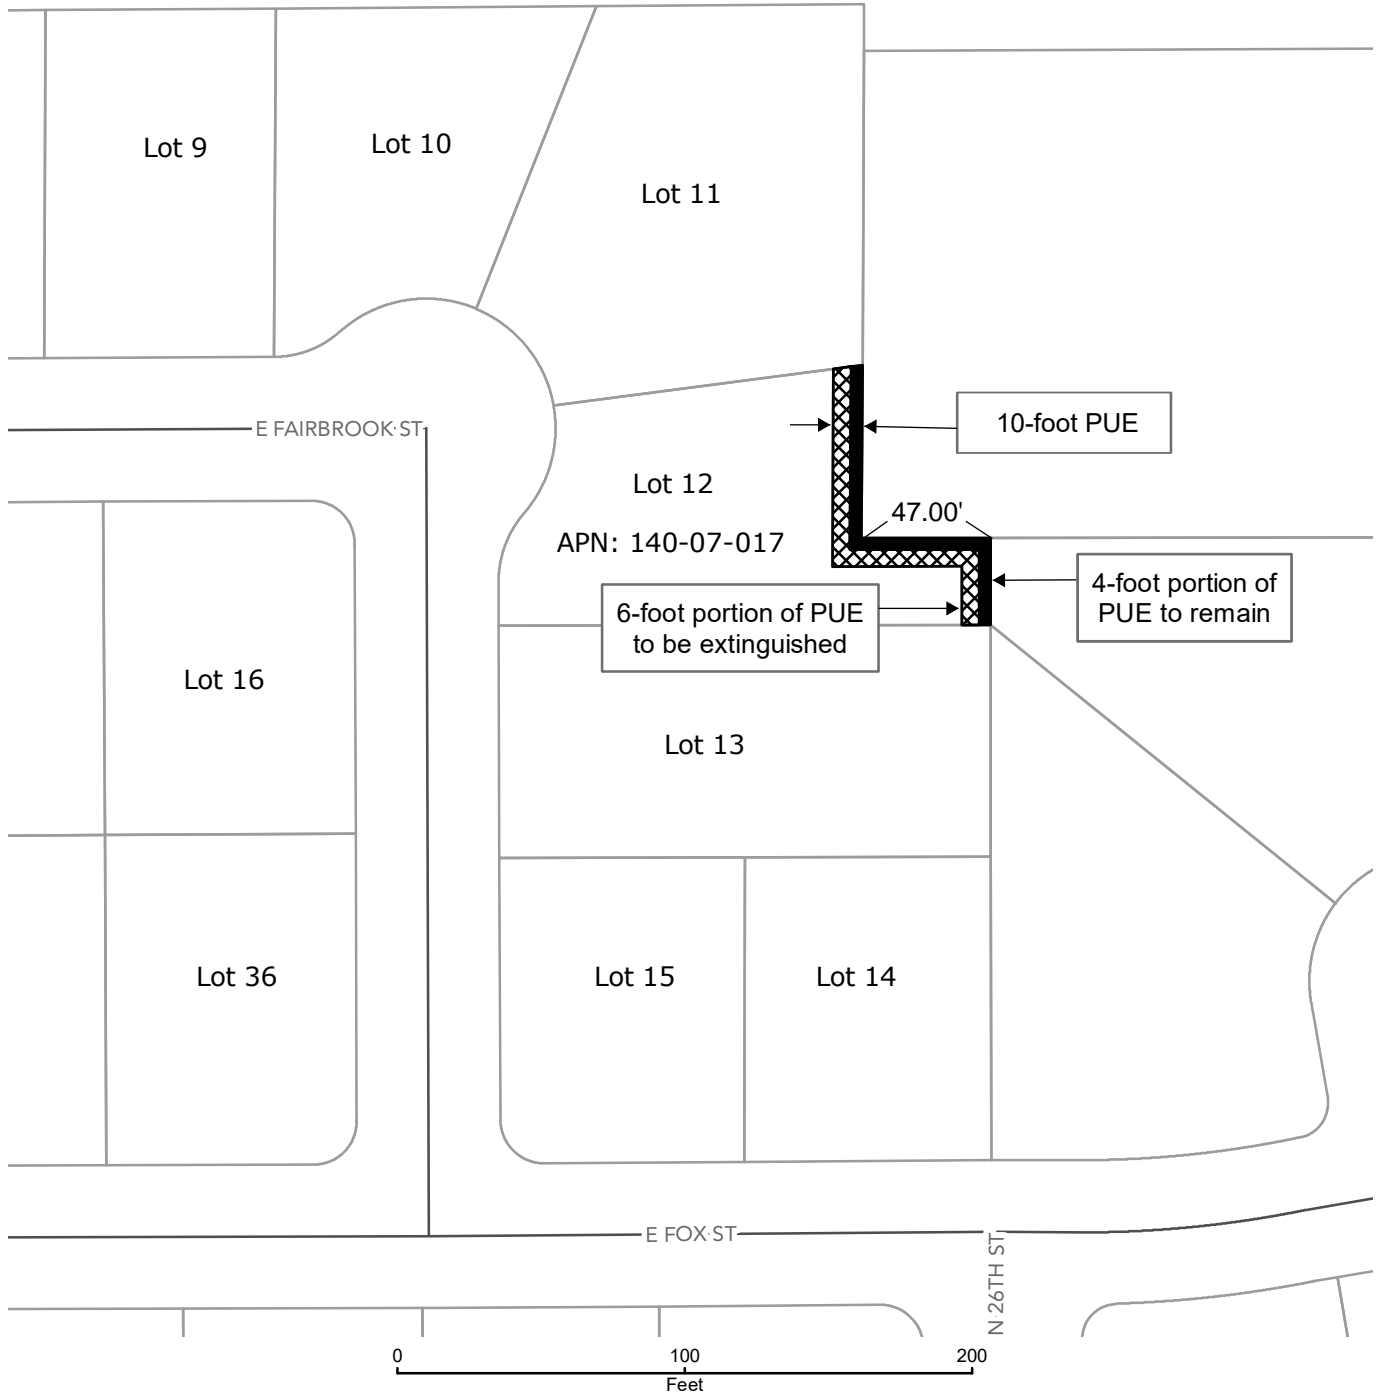 Lot 9
Lot 10
Lot 11
E FAIRBROOK ST
10-foot PUE
Lot 12
47.00'
APN: 140-07-017
4-foot portion of
PUE to remain
6-foot portion of PUE
to be extinguished
Lot 16
Lot 13
Lot 36
Lot 15
Lot 14
E FOX ST
N 26TH ST
0
100
200
Feet